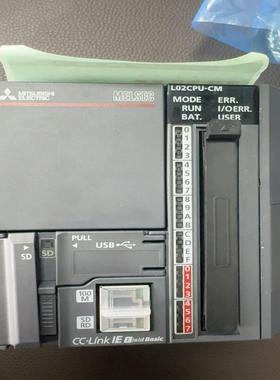 MITSUBISHI
ELECTRIC
MELSEC
L02CPU-CM
MODE ERR.
RUN I/OERR.
BAT. USER
0
1
2
3
4
5
6
7
8
9
A
B
C
D
E
F
0
1
2
3
4
5
6
7
PULL
USB
SD
SD
100
M
SD
RD
CC-Link IE Field Basic